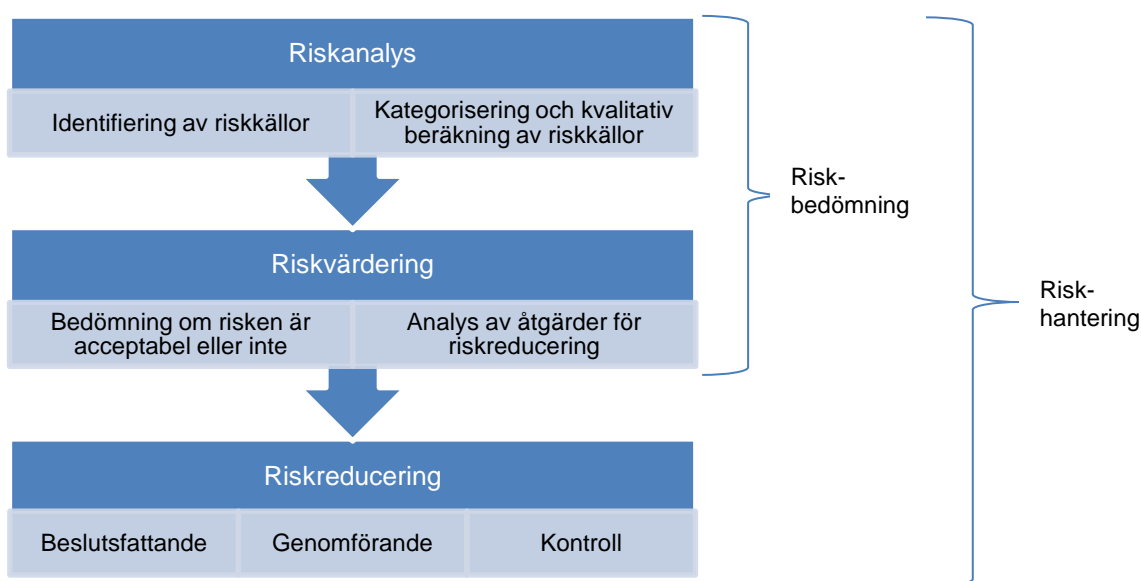 Riskanalys
Identifiering av riskkällor
Kategorisering och kvalitativ
beräkning av riskkällor
Risk-
bedömning
Riskvärdering
Bedömning om risken är
acceptabel eller inte
Analys av åtgärder för
riskreducering
Risk-
hantering
Riskreducering
Beslutsfattande
Genomförande
Kontroll